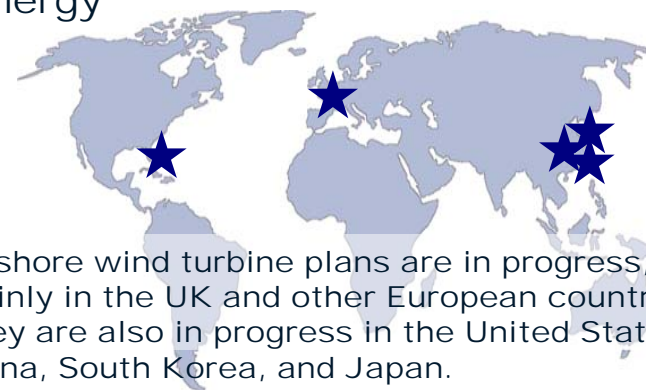 nergy
shore wind turbine plans are in progress,
inly in the UK and other European countr
ey are also in progress in the United Stat
na, South Korea, and Japan.